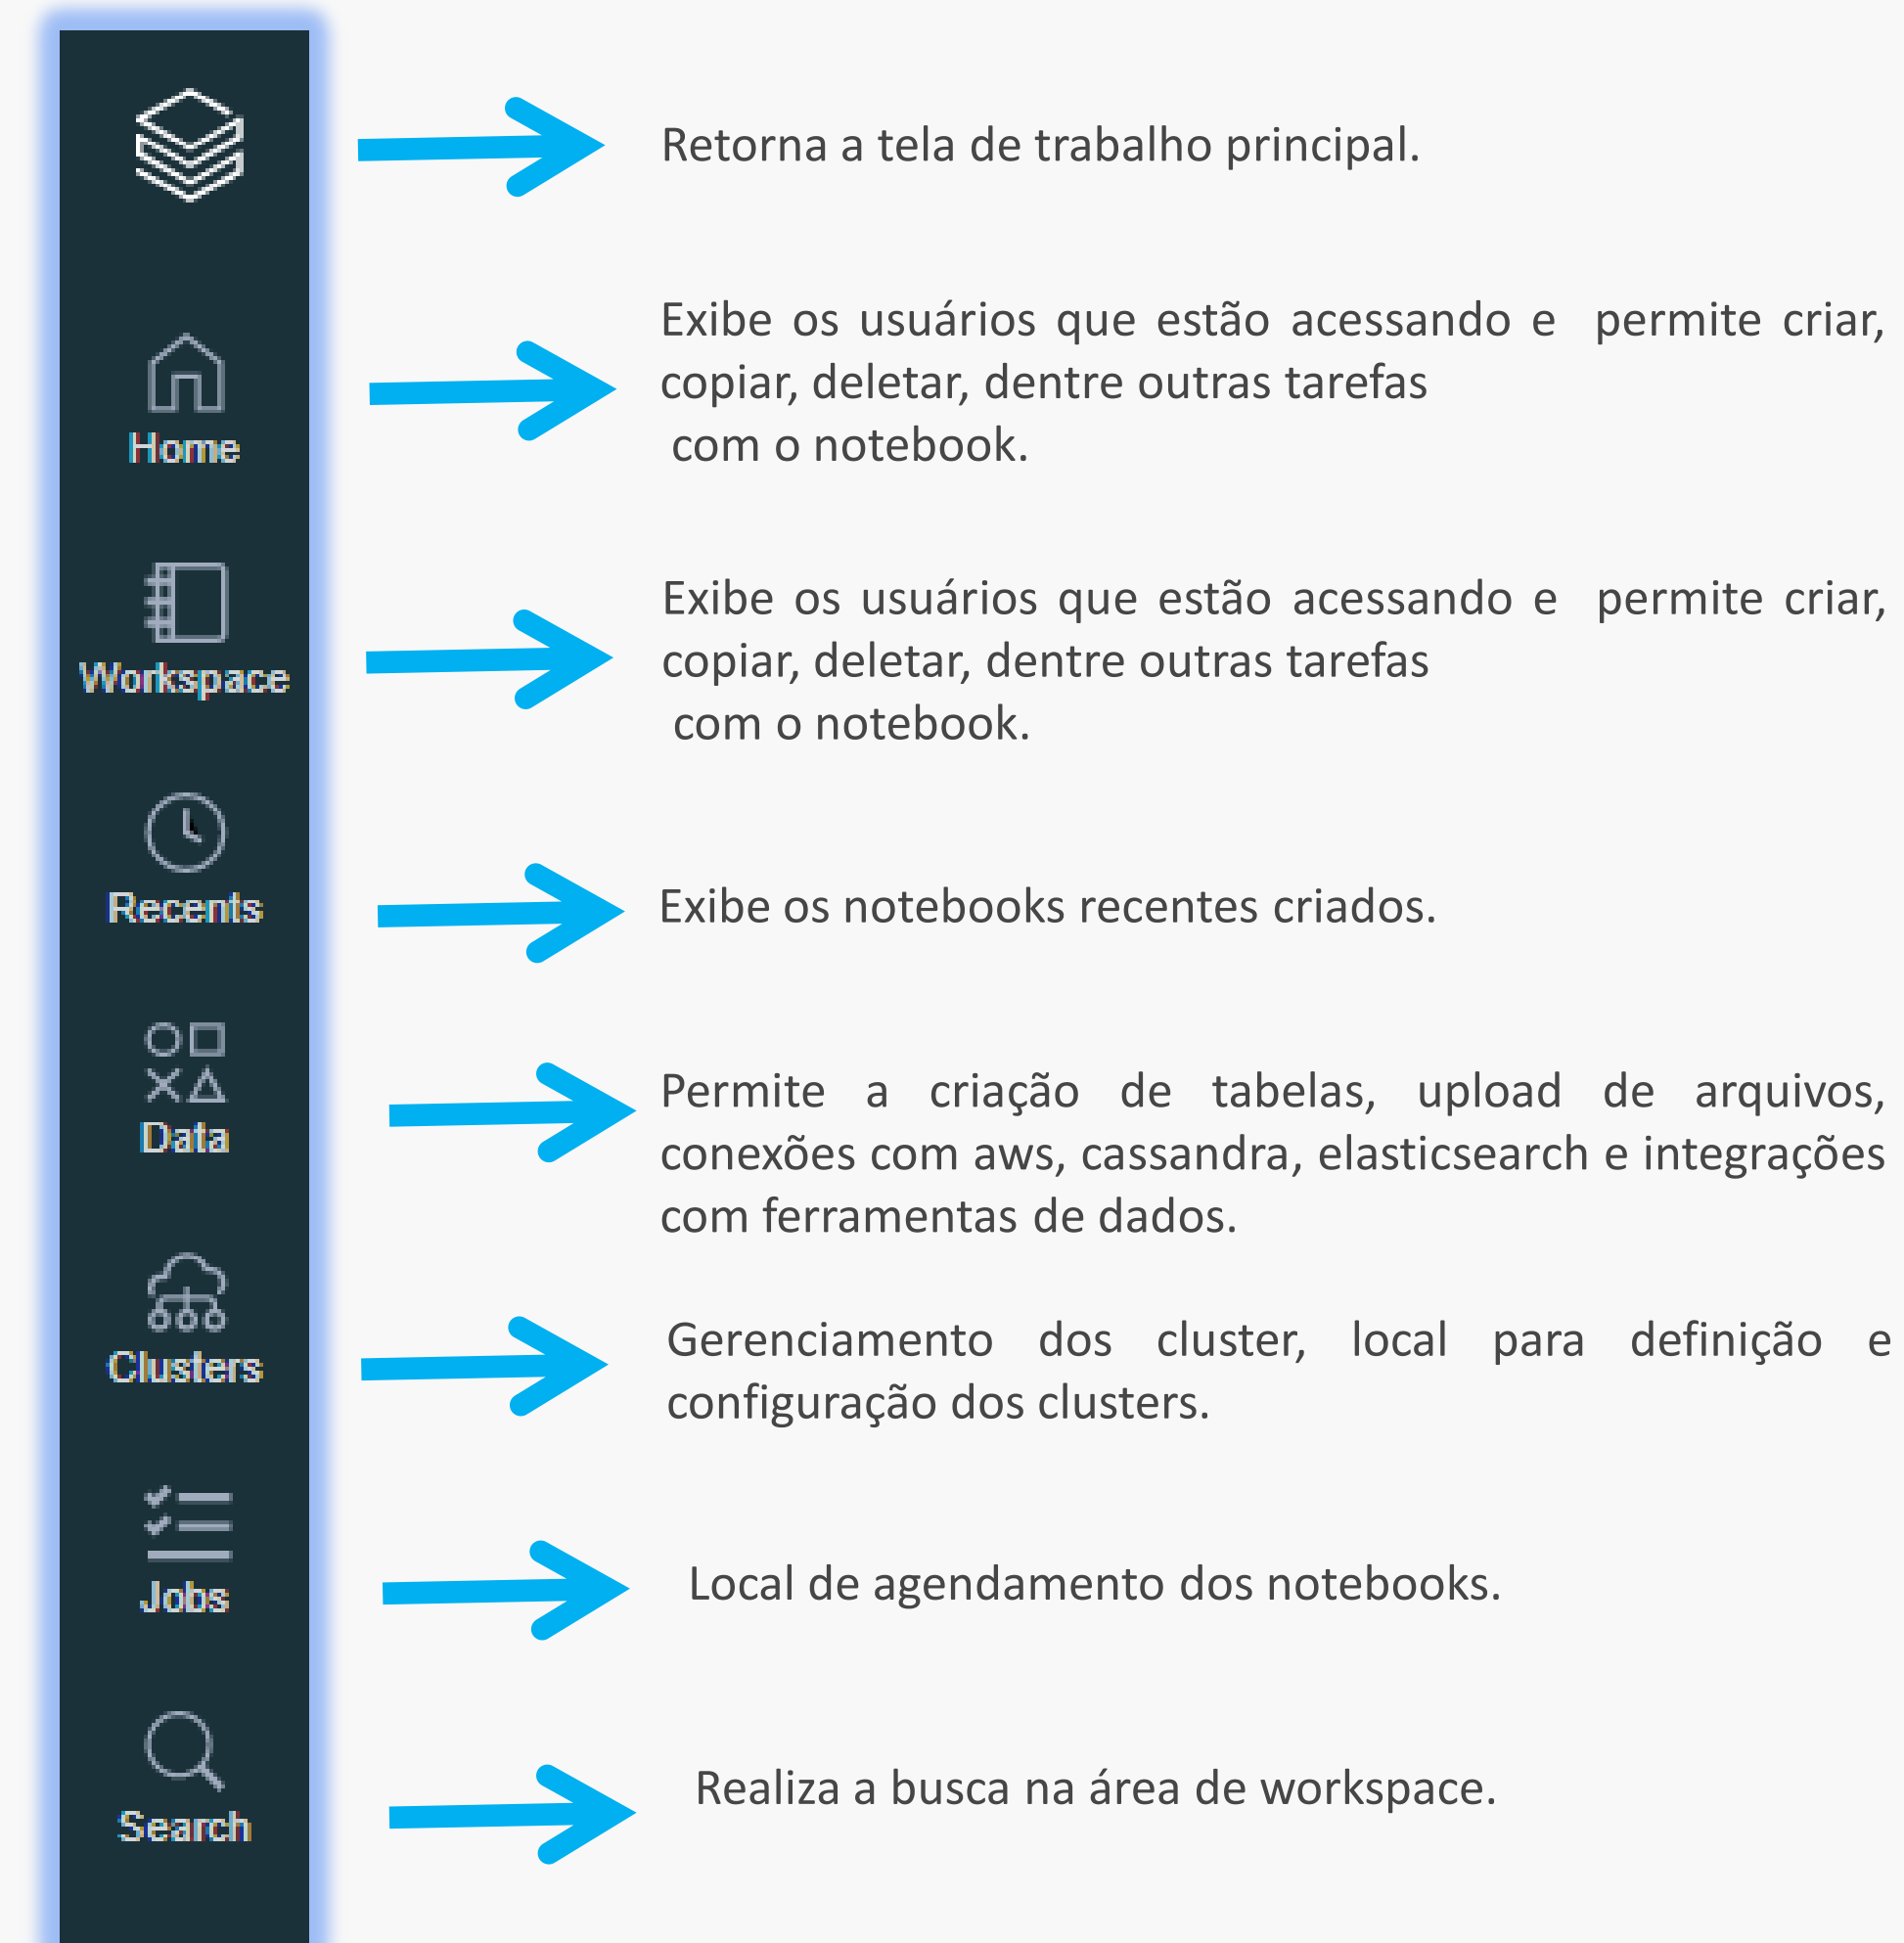 Retorna a tela de trabalho principal.
Home
Exibe os usuários que estão acessando e permite criar,
copiar, deletar, dentre outras tarefas
com o notebook.
Workspace
Exibe os usuários que estão acessando e permite criar,
copiar, deletar, dentre outras tarefas
com o notebook.
Recents
Exibe os notebooks recentes criados.
Data
Permite a criação de tabelas, upload de arquivos,
conexões com aws, cassandra, elasticsearch e integrações
com ferramentas de dados.
Clusters
Gerenciamento dos cluster, local para definição e
configuração dos clusters.
Jobs
Local de agendamento dos notebooks.
Search
Realiza a busca na área de workspace.